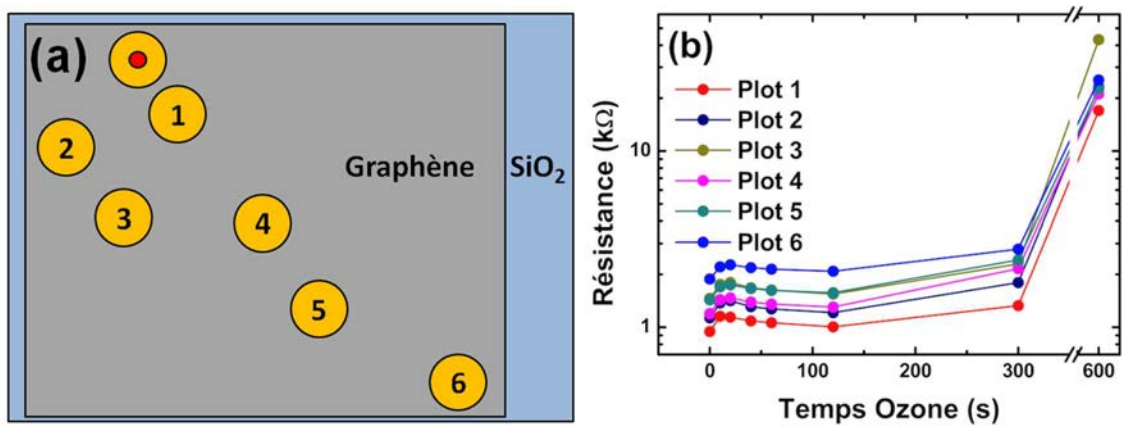 (a)
1
2
3
4
5
6
Graphène
SiO2
(b)
Plot 1
Plot 2
Plot 3
Plot 4
Plot 5
Plot 6
Résistance (kΩ)
10
1
0
100
200
300
600
Temps Ozone (s)